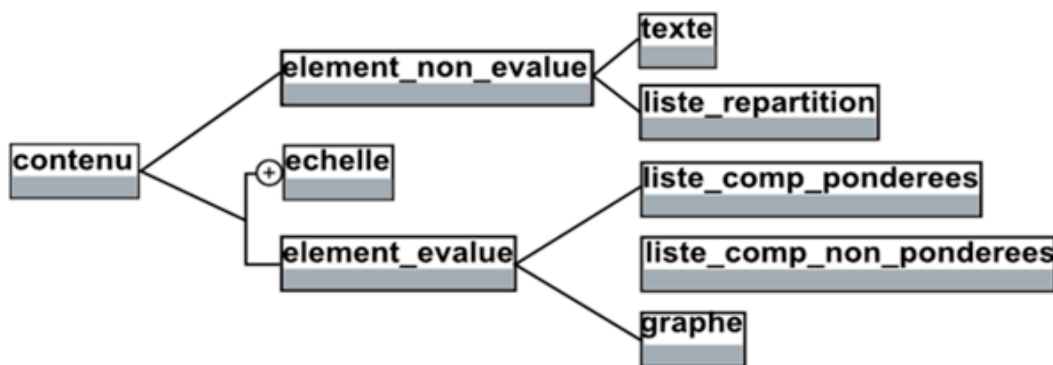 texte
element_non_evalue
liste_repartition
contenu
+
echelle
liste_comp_ponderees
element_evalue
liste_comp_non_ponderees
graphe